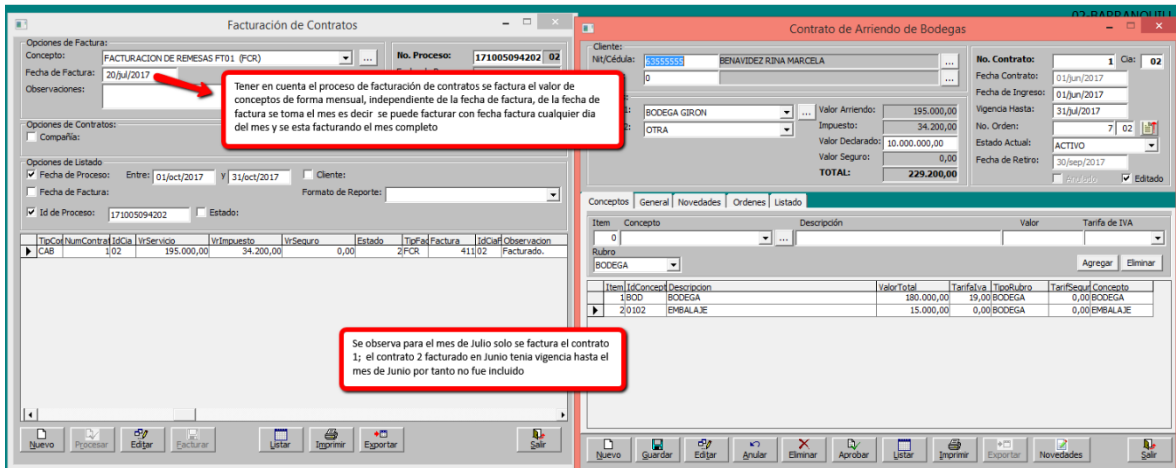 02-BARRANQUILL
Facturación de Contratos
Opciones de Factura:
Concepto: FACTURACION DE REMESAS FT01 (FCR) ...
No. Proceso: 171005094202 02
Fecha de Factura: 20/jul/2017
Observaciones:
Tener en cuenta el proceso de facturación de contratos se factura el valor de
conceptos de forma mensual, independiente de la fecha de factura, de la fecha de
factura se toma el mes es decir se puede facturar con fecha factura cualquier dia
del mes y se esta facturando el mes completo
Opciones de Contratos:
Compañía:
Opciones de Listado
Fecha de Proceso: Entre: 01/oct/2017 y 31/oct/2017 Cliente:
Fecha de Factura: Formato de Reporte:
Id de Proceso: 171005094202 Estado:
TipCor NumContrat IdCia VrServicio VrImpuesto VrSeguro Estado TipFac Factura IdCiaF Observacion
CAB 1 02 195.000,00 34.200,00 0,00 2 FCR 411 02 Facturado.
Se observa para el mes de Julio solo se factura el contrato
1; el contrato 2 facturado en Junio tenia vigencia hasta el
mes de Junio por tanto no fue incluido
Nuevo Procesar Editar Facturar Listar Imprimir Exportar Salir
Contrato de Arriendo de Bodegas
Cliente:
Nit/Cédula: 63555555 BENAVIDEZ RINA MARCELA ...
0 ...
No. Contrato: 1 Cia: 02
Fecha Contrato: 01/jun/2017
Fecha de Ingreso: 01/jun/2017
Vigencia Hasta: 31/jul/2017
No. Orden: 7 02
Estado Actual: ACTIVO
Fecha de Retiro: 30/sep/2017
Anulado Editado
1: BODEGA GIRON ... Valor Arriendo: 195.000,00
2: OTRA Impuesto: 34.200,00
Valor Declarado: 10.000.000,00
Valor Seguro: 0,00
TOTAL: 229.200,00
Conceptos General Novedades Ordenes Listado
Item Concepto Descripción Valor Tarifa de IVA
0 ...
Rubro
BODEGA Agregar Eliminar
Item IdConcept Descripcion ValorTotal TarifaIva TipoRubro TarifSegur Concepto
1 BOD BODEGA 180.000,00 19,00 BODEGA 0,00 BODEGA
2 0102 EMBALAJE 15.000,00 0,00 BODEGA 0,00 EMBALAJE
Nuevo Guardar Editar Anular Eliminar Aprobar Listar Imprimir Exportar Novedades Salir